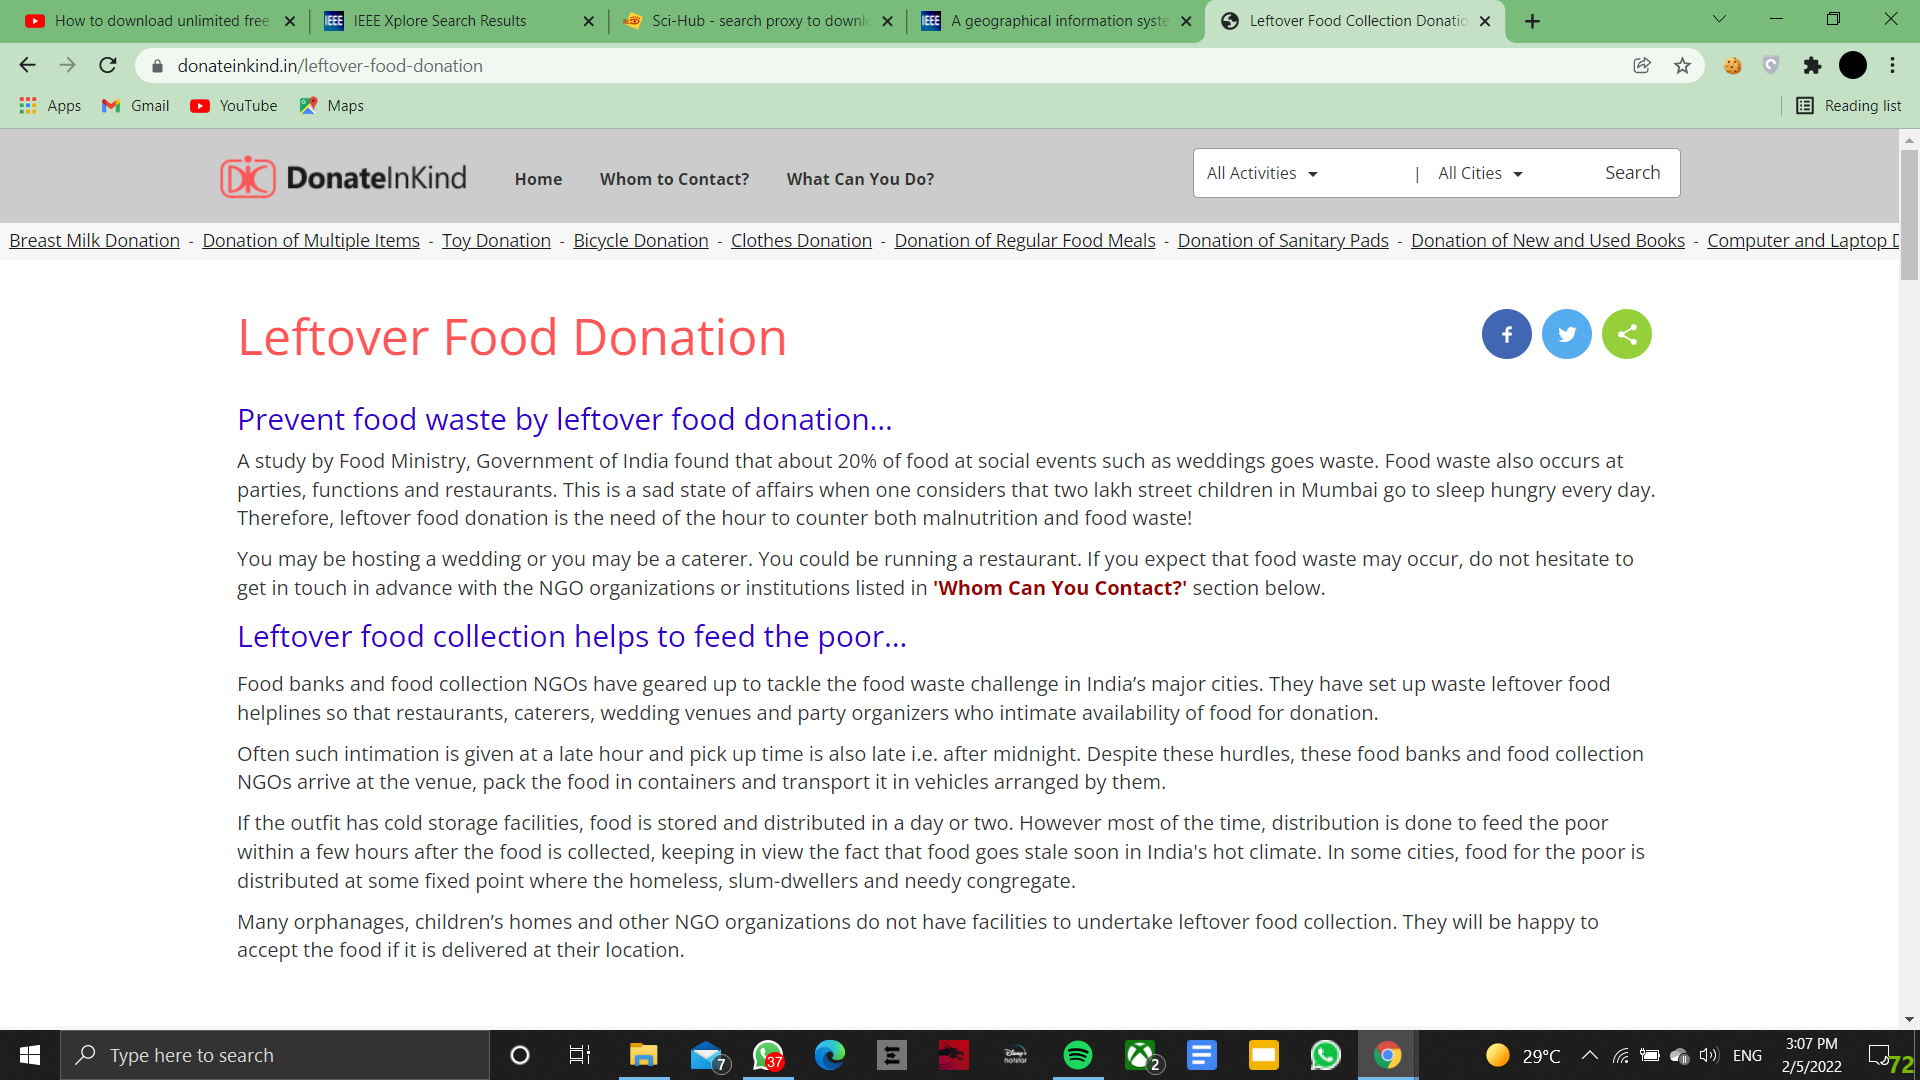 How to download unlimited free
IEEE Xplore Search Results
Sci-Hub - search proxy to downl
A geographical information syste
Leftover Food Collection Donatio
donateinkind.in/leftover-food-donation
Apps
Gmail
YouTube
Maps
Reading list
DIC DonateInKind
Home
Whom to Contact?
What Can You Do?
All Activities
|
All Cities
Search
Breast Milk Donation - Donation of Multiple Items - Toy Donation - Bicycle Donation - Clothes Donation - Donation of Regular Food Meals - Donation of Sanitary Pads - Donation of New and Used Books - Computer and Laptop D
Leftover Food Donation
Prevent food waste by leftover food donation...
A study by Food Ministry, Government of India found that about 20% of food at social events such as weddings goes waste. Food waste also occurs at
parties, functions and restaurants. This is a sad state of affairs when one considers that two lakh street children in Mumbai go to sleep hungry every day.
Therefore, leftover food donation is the need of the hour to counter both malnutrition and food waste!
You may be hosting a wedding or you may be a caterer. You could be running a restaurant. If you expect that food waste may occur, do not hesitate to
get in touch in advance with the NGO organizations or institutions listed in 'Whom Can You Contact?' section below.
Leftover food collection helps to feed the poor...
Food banks and food collection NGOs have geared up to tackle the food waste challenge in India’s major cities. They have set up waste leftover food
helplines so that restaurants, caterers, wedding venues and party organizers who intimate availability of food for donation.
Often such intimation is given at a late hour and pick up time is also late i.e. after midnight. Despite these hurdles, these food banks and food collection
NGOs arrive at the venue, pack the food in containers and transport it in vehicles arranged by them.
If the outfit has cold storage facilities, food is stored and distributed in a day or two. However most of the time, distribution is done to feed the poor
within a few hours after the food is collected, keeping in view the fact that food goes stale soon in India's hot climate. In some cities, food for the poor is
distributed at some fixed point where the homeless, slum-dwellers and needy congregate.
Many orphanages, children’s homes and other NGO organizations do not have facilities to undertake leftover food collection. They will be happy to
accept the food if it is delivered at their location.
Type here to search
7
37
Disney+
hotstar
2
29°C
ENG
3:07 PM
2/5/2022
72